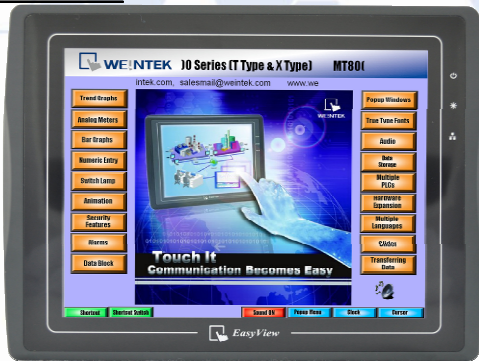 WEINTEK )0 Series (T Type & X Type) MT80(
intek.com, salesmail@weintek.com www.we
Trend Graphs
Analog Meters
Bar Graphs
Numeric Entry
Switch Lamp
Animation
Security
Features
Alarms
Data Block
WEINTEK
Touch It
Communication Becomes Easy
Popup Windows
True Type Fonts
Audio
Data
Storage
Multiple
PLCs
Hardware
Expansion
Multiple
Languages
Video
Transferring
Data
Shortcut
Shortcut Switch
Sound ON
Popup Menu
Clock
Cursor
EasyView